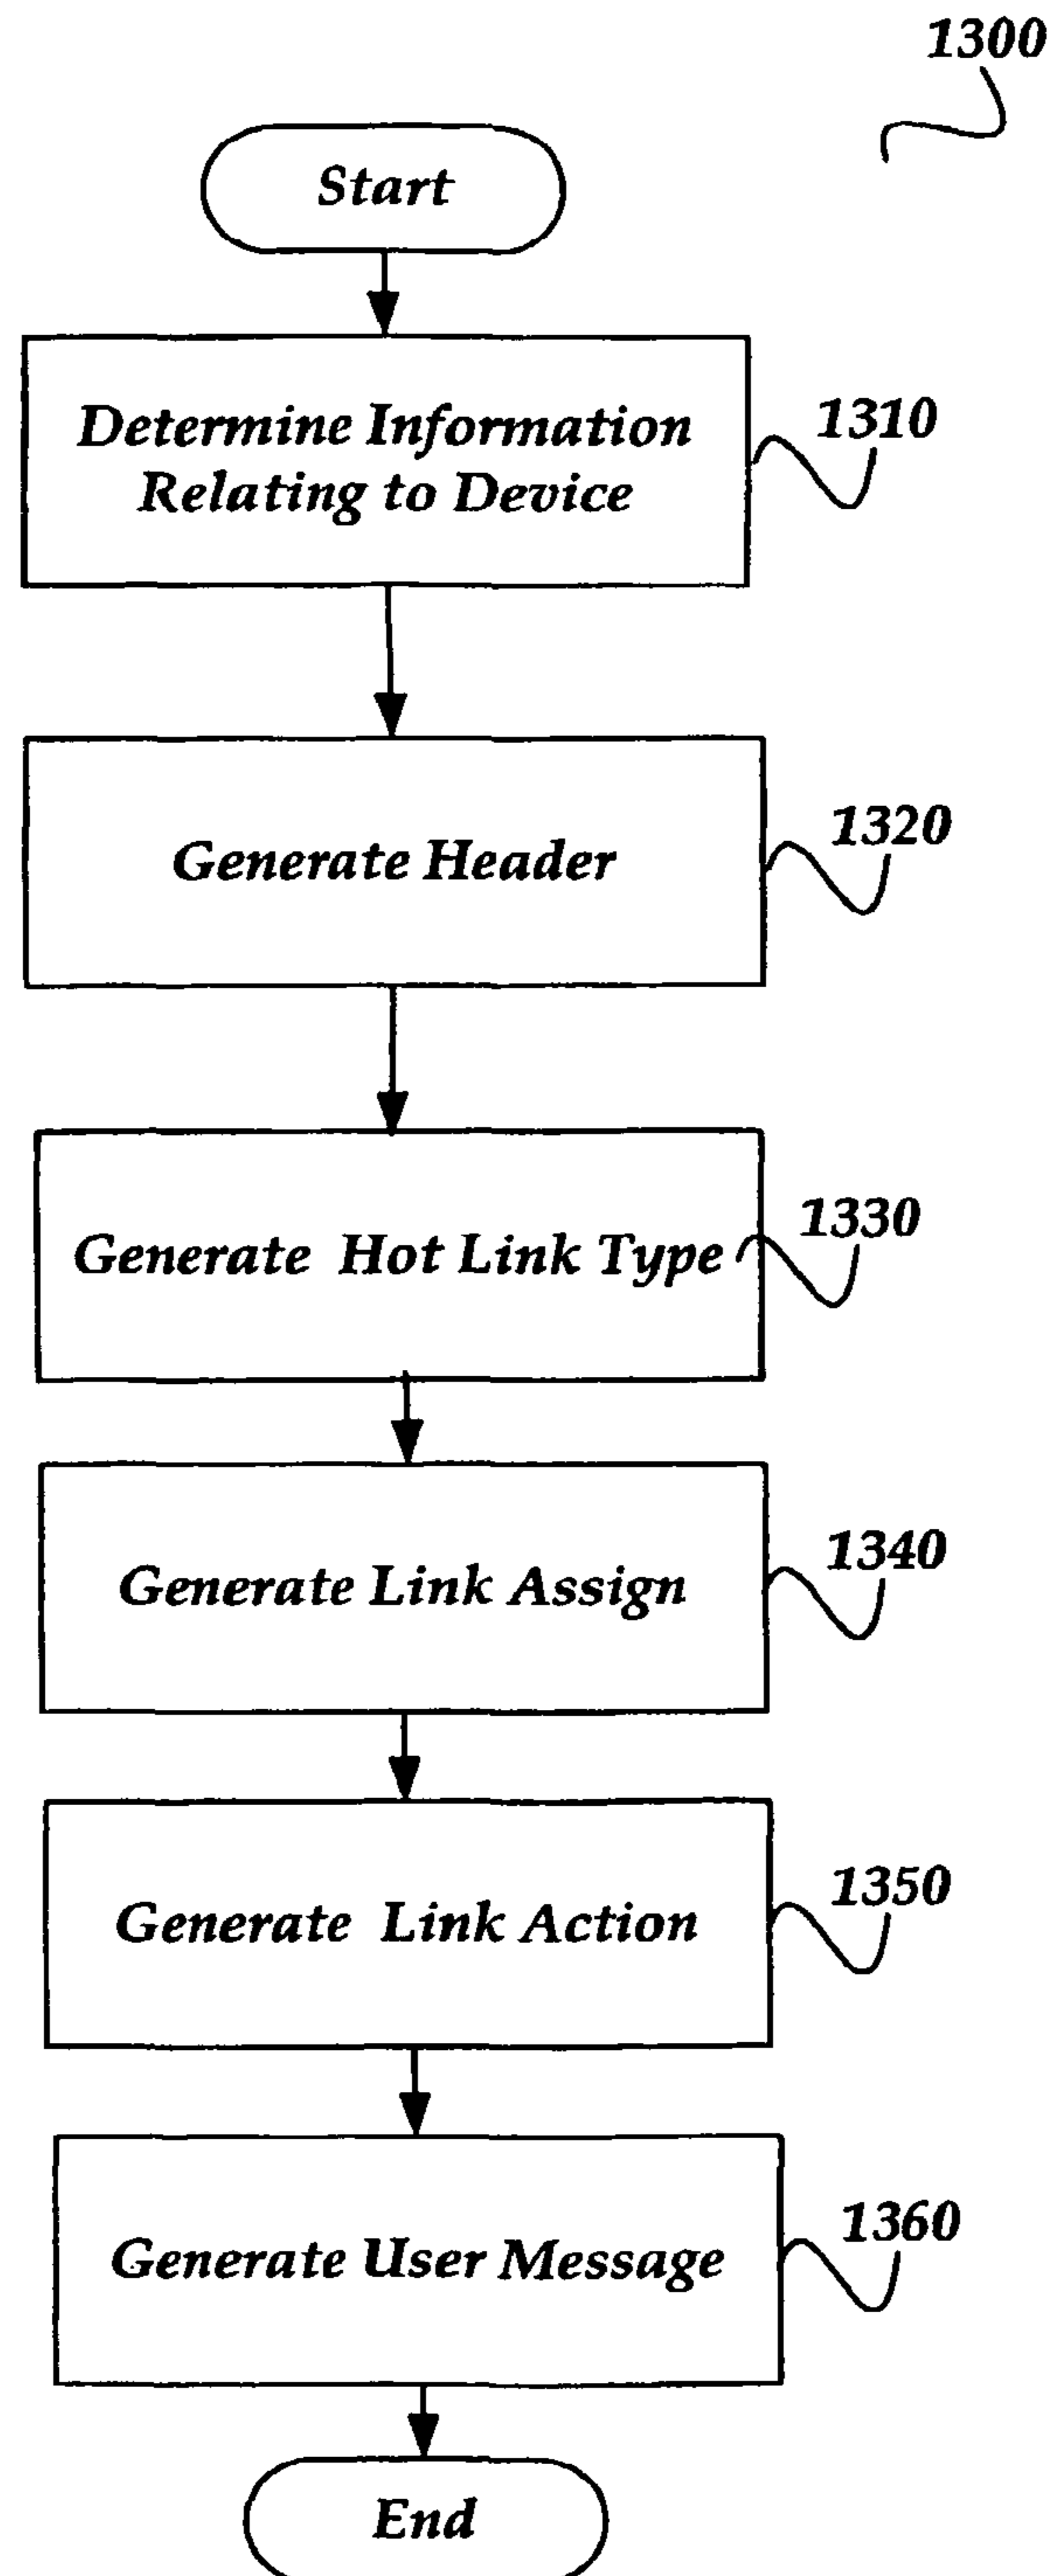 1300
Start
Determine Information
Relating to Device
1310
Generate Header
1320
Generate Hot Link Type
1330
Generate Link Assign
1340
Generate Link Action
1350
Generate User Message
1360
End